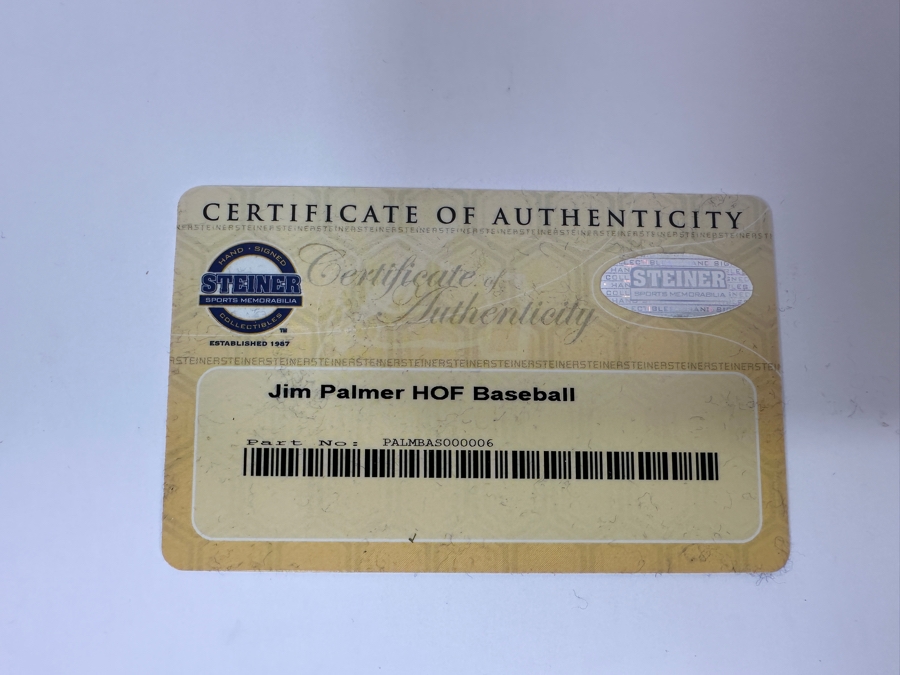 CERTIFICATE OF AUTHENTICITY
HAND · SIGNED
STEINER
SPORTS MEMORABILIA
COLLECTIBLES
TM
ESTABLISHED 1987
Certificate of
Authenticity
STEINER
SPORTS MEMORABILIA
Jim Palmer HOF Baseball
Part No: PALMBAS000006